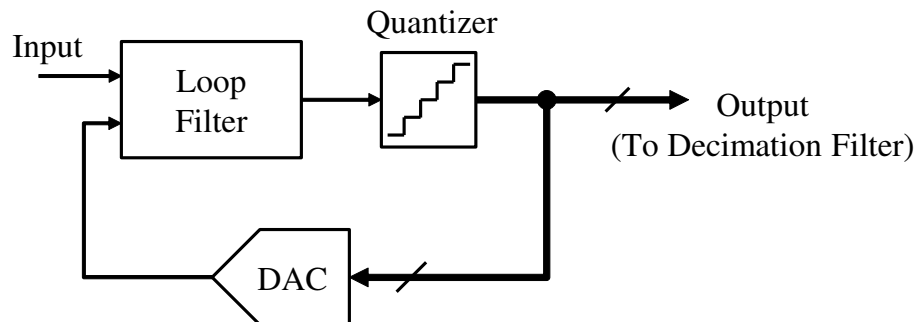 Quantizer
Input
Loop
Filter
Output
(To Decimation Filter)
DAC